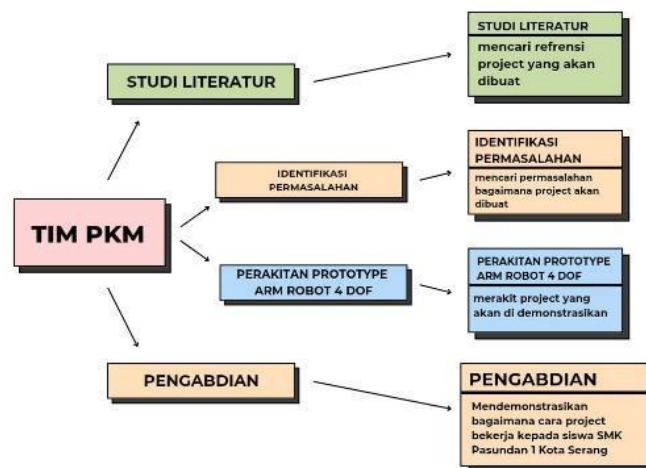 STUDI LITERATUR
mencari refrensi
project yang akan
dibuat
STUDI LITERATUR
IDENTIFIKASI
PERMASALAHAN
mencari permasalahan
bagaimana project akan
dibuat
IDENTIFIKASI
PERMASALAHAN
TIM PKM
PERAKITAN PROTOTYPE
ARM ROBOT 4 DOF
PERAKITAN PROTOTYPE
ARM ROBOT 4 DOF
merakit project yang
akan di demonstrasikan
PENGABDIAN
PENGABDIAN
Mendemonstrasikan
bagaimana cara project
bekerja kepada siswa SMK
Pasundan 1 Kota Serang